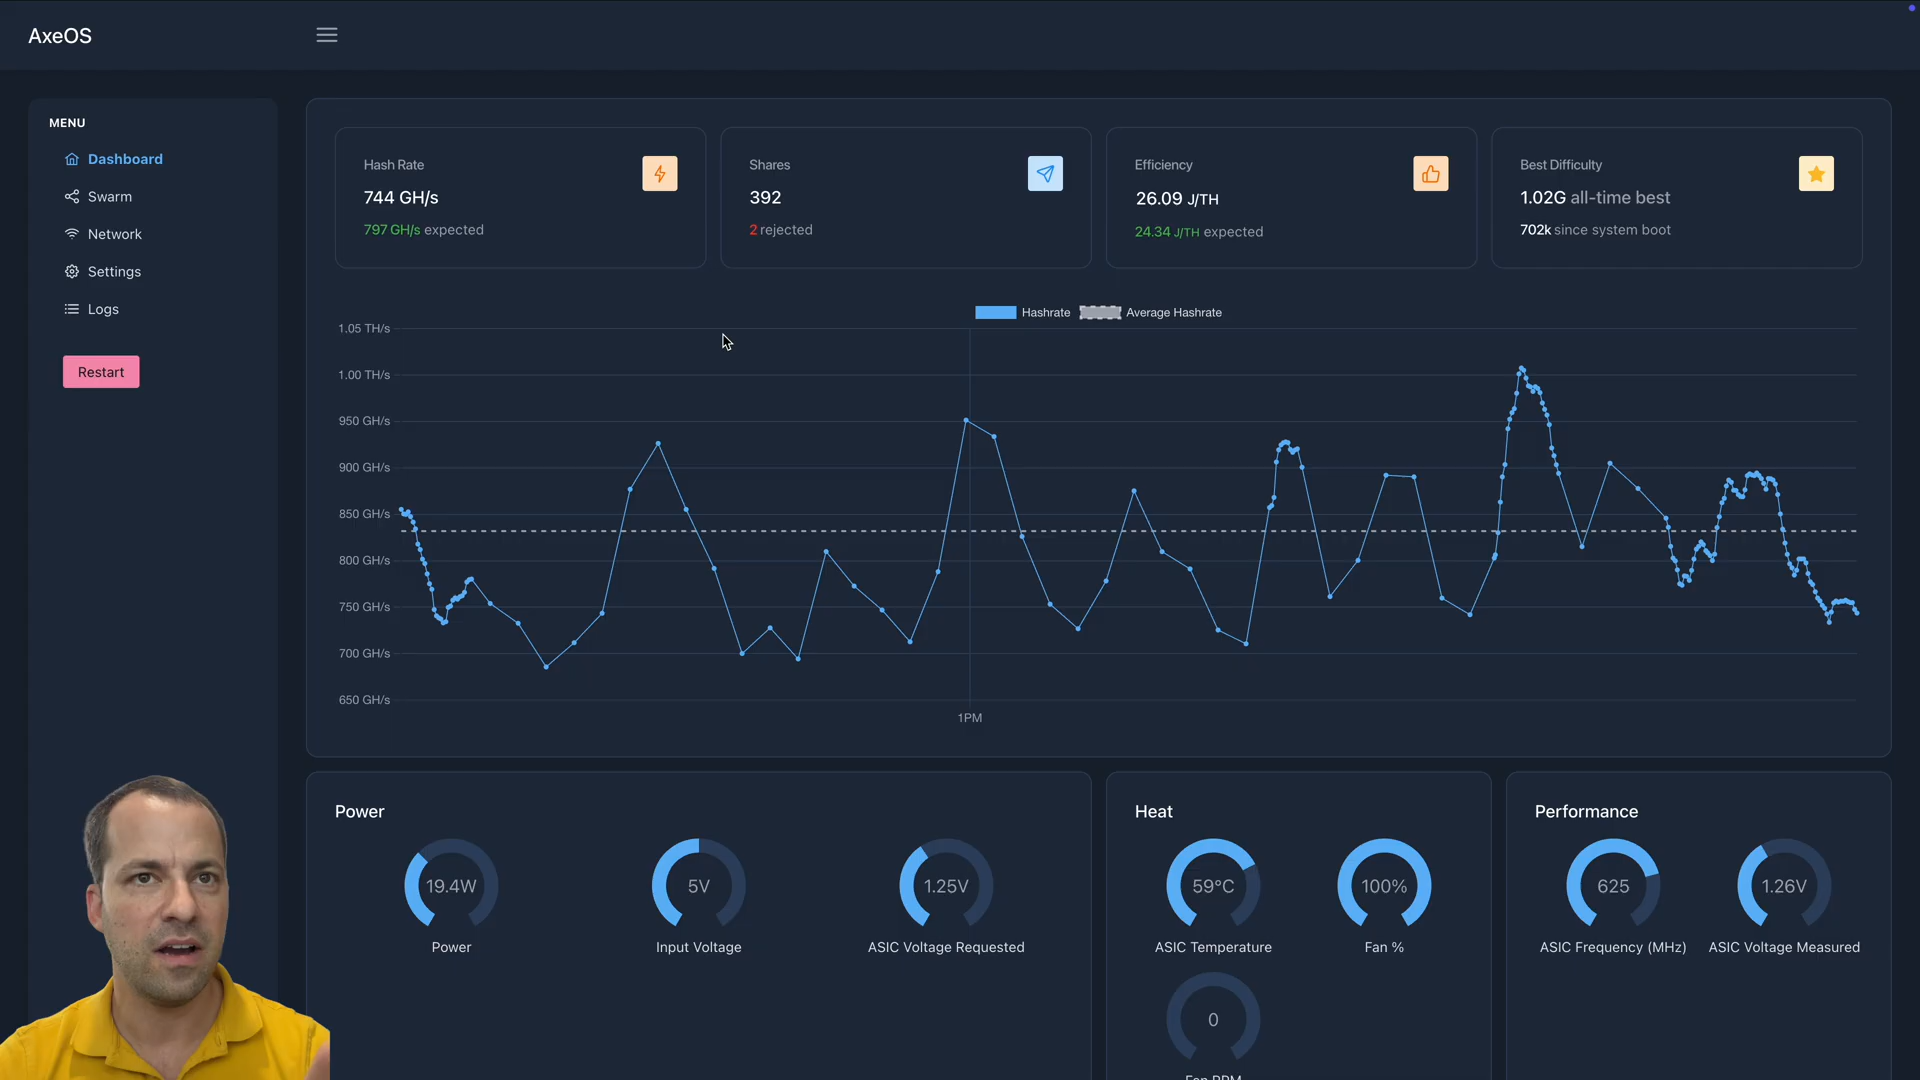 AxeOS
MENU
Dashboard
Swarm
Network
Settings
Logs
Restart
Hash Rate
744 GH/s
797 GH/s expected
Shares
392
2 rejected
Efficiency
26.09 J/TH
24.34 J/TH expected
Best Difficulty
1.02G all-time best
702k since system boot
Hashrate
Average Hashrate
1.05 TH/s
1.00 TH/s
950 GH/s
900 GH/s
850 GH/s
800 GH/s
750 GH/s
700 GH/s
650 GH/s
1PM
Power
19.4W
Power
5V
Input Voltage
1.25V
ASIC Voltage Requested
Heat
59°C
ASIC Temperature
100%
Fan %
0
Fan RPM
Performance
625
ASIC Frequency (MHz)
1.26V
ASIC Voltage Measured